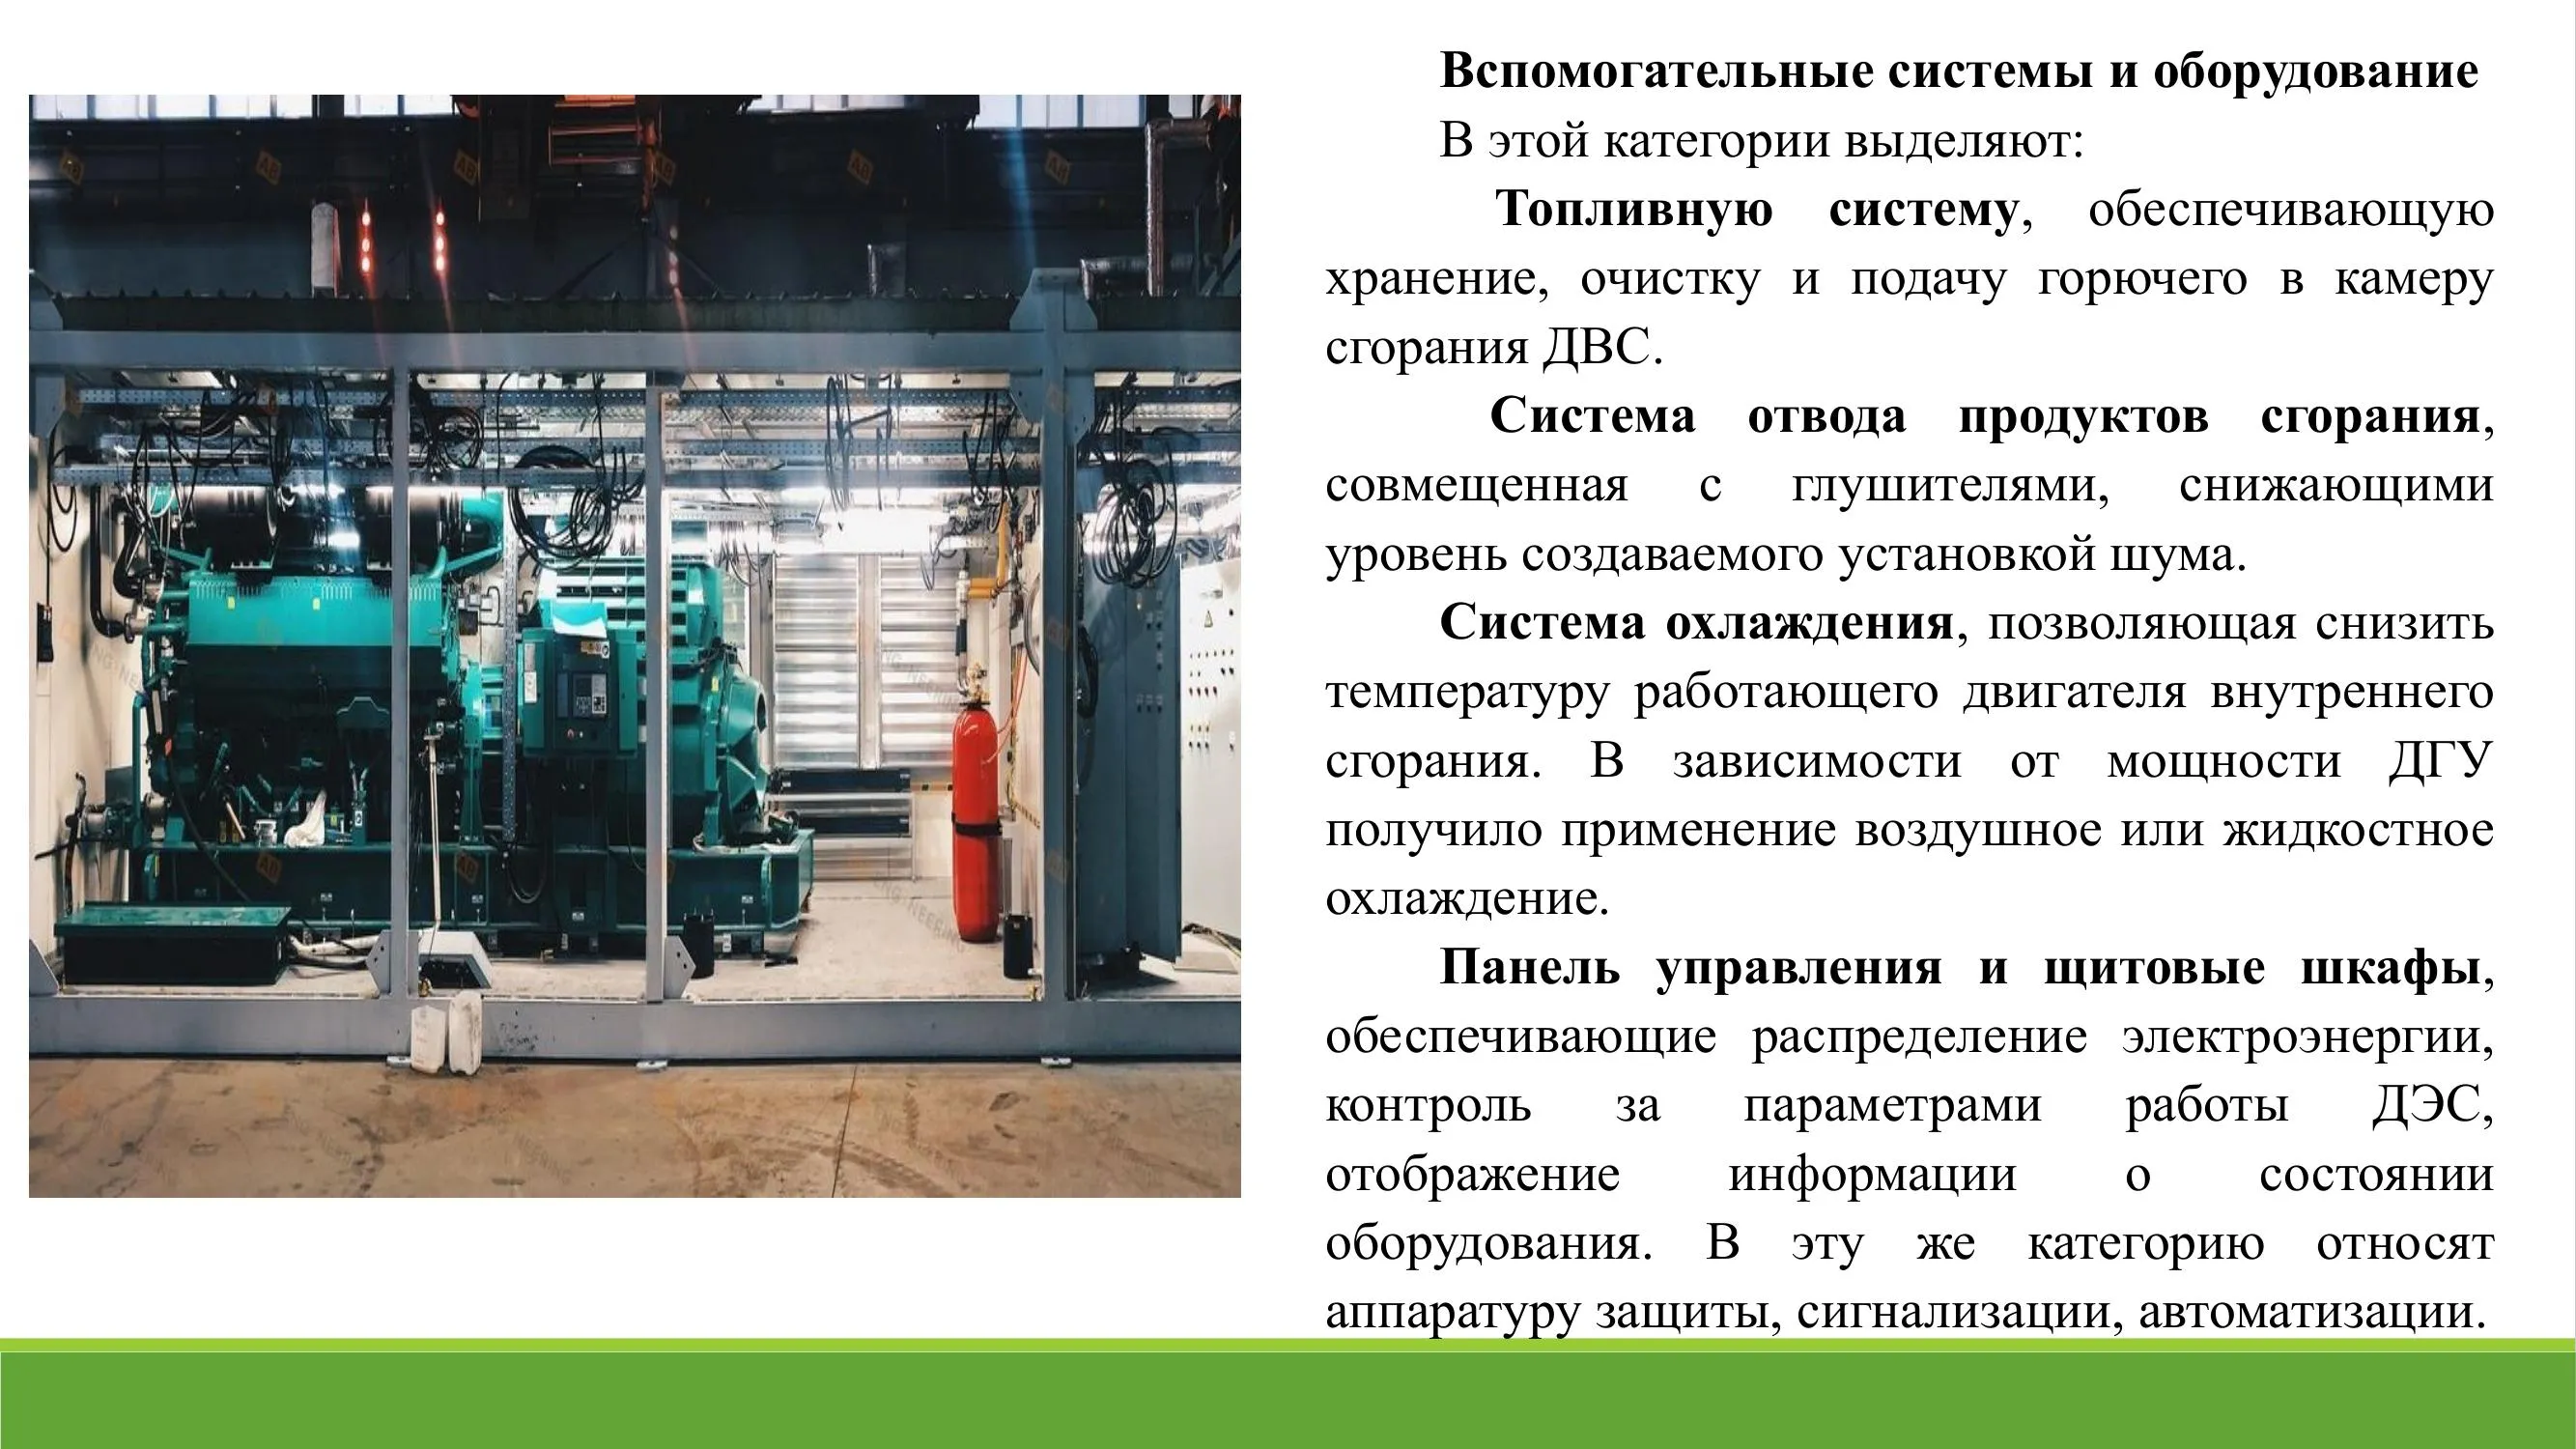 Вспомогательные системы и оборудование
В этой категории выделяют:
Топливную систему, обеспечивающую
хранение, очистку и подачу горючего в камеру
сгорания ДВС.
Система отвода продуктов сгорания,
совмещенная с глушителями, снижающими
уровень создаваемого установкой шума.
Система охлаждения, позволяющая снизить
температуру работающего двигателя внутреннего
сгорания. В зависимости от мощности ДГУ
получило применение воздушное или жидкостное
охлаждение.
Панель управления и щитовые шкафы,
обеспечивающие распределение электроэнергии,
контроль за параметрами работы ДЭС,
отображение информации о состоянии
оборудования. В эту же категорию относят
аппаратуру защиты, сигнализации, автоматизации.